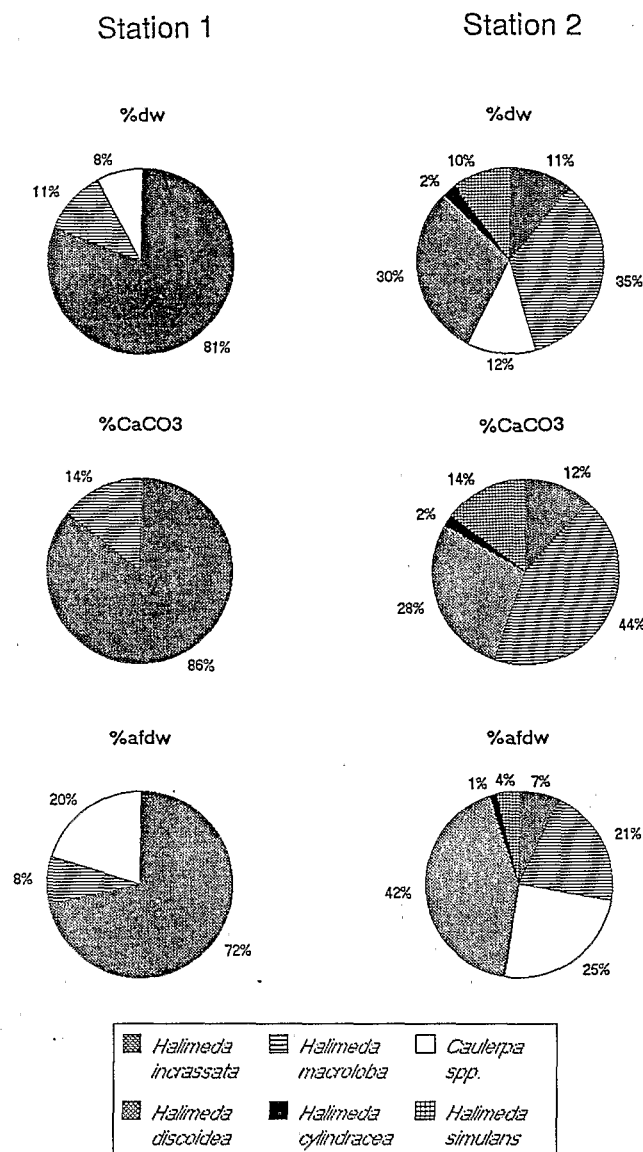 Station 1 Station 2
%dw %dw
8% 10% 11%
11% 2%
30% 35%
81% 12%
%CaCO3 %CaCO3
14% 14% 12%
2%
28% 44%
86%
%afdw %afdw
20% 1% 4% 7%
21%
8% 42%
72% 25%
Halimeda Halimeda Caulerpa
incrassata macroloba spp.
Halimeda Halimeda Halimeda
discoidea cylindracea simulans